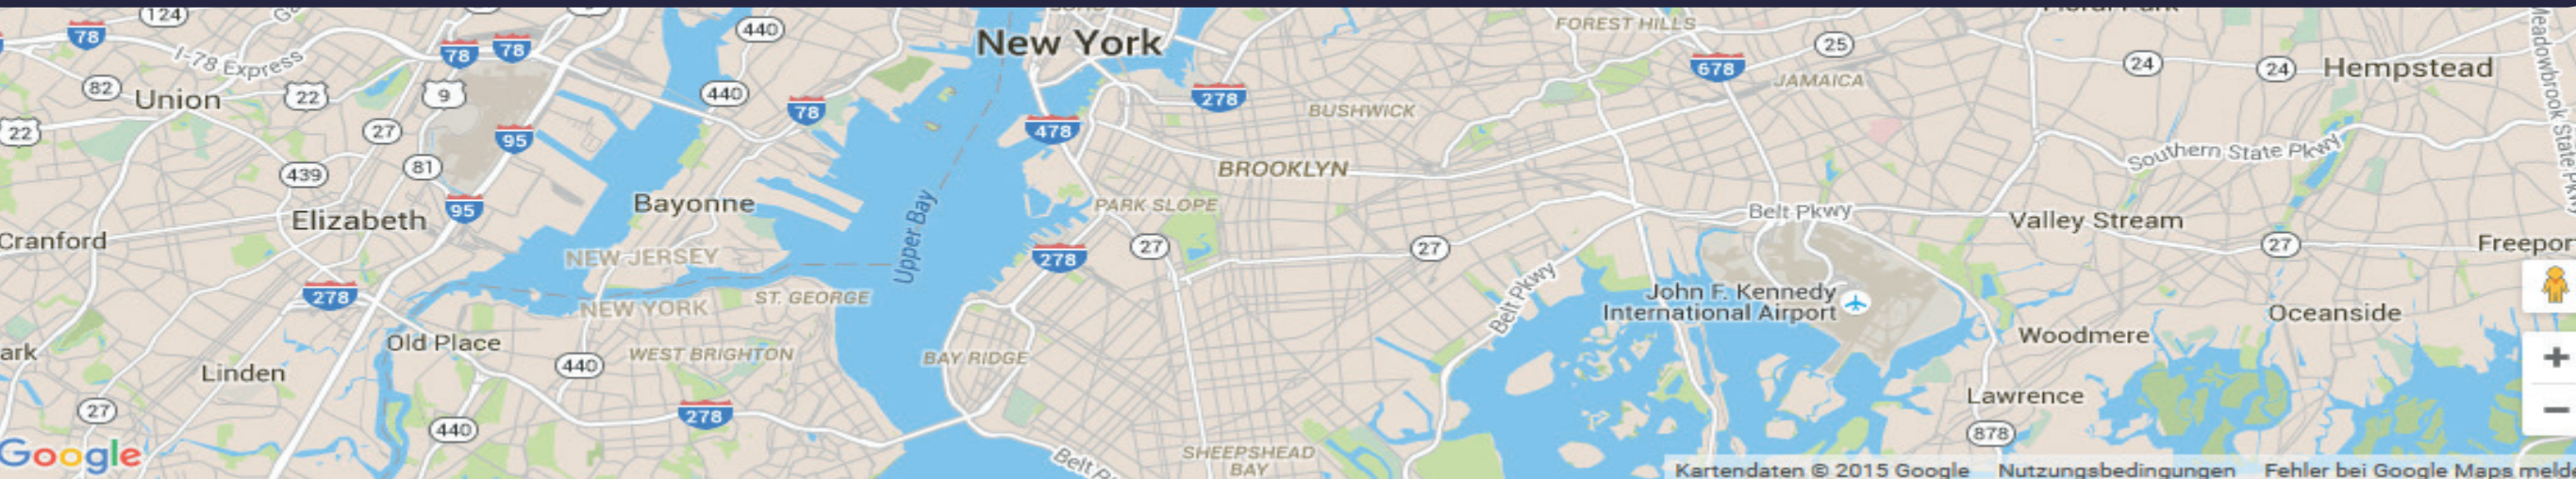 124
440
New York
FOREST HILLS
25
78
78
78
I-78 Express
678
24
24
Hempstead
JAMAICA
82
Union
22
9
440
78
278
BUSHWICK
22
27
95
478
Southern State Pkwy
439
81
BROOKLYN
Elizabeth
95
Bayonne
Upper Bay
PARK SLOPE
Belt Pkwy
Valley Stream
Cranford
NEW JERSEY
278
27
27
27
278
NEW YORK
ST. GEORGE
Belt Pkwy
John F. Kennedy
International Airport
Oceanside
Old Place
Woodmere
WEST BRIGHTON
BAY RIDGE
440
Linden
Lawrence
27
278
440
878
Google
SHEEPSHEAD
BAY
Kartendaten © 2015 Google Nutzungsbedingungen Fehler bei Google Maps melde